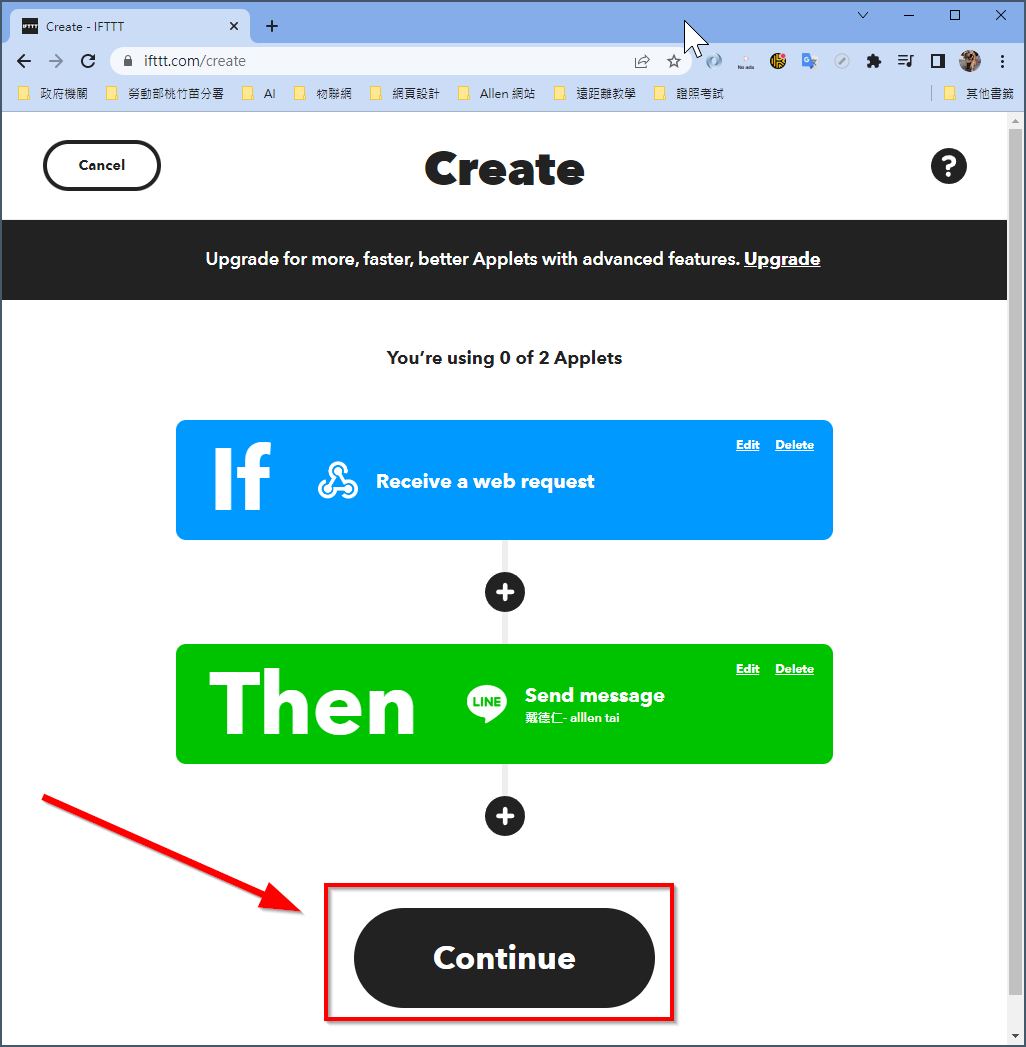 IFTTT Create - IFTTT
ifttt.com/create
No ads
政府機關 勞動部桃竹苗分署 AI 物聯網 網頁設計 Allen 網站 遠距離教學 證照考試 其他書籤
Cancel Create ?
Upgrade for more, faster, better Applets with advanced features. Upgrade
You’re using 0 of 2 Applets
Edit Delete
If Receive a web request
Edit Delete
Then LINE Send message
戴德仁- alllen tai
Continue